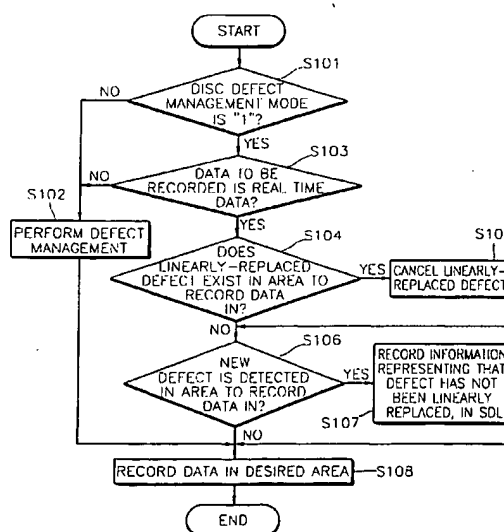 START
S101
NO
DISC DEFECT
MANAGEMENT MODE
IS "1"?
YES
S103
NO
DATA TO BE
RECORDED IS REAL TIME
DATA?
S102
YES
PERFORM DEFECT
MANAGEMENT
S104
DOES
LINEARLY-REPLACED
DEFECT EXIST IN AREA TO
RECORD DATA
IN?
YES
CANCEL LINEARLY-
REPLACED DEFECT
NO
S106
NEW
DEFECT IS DETECTED
IN AREA TO RECORD
DATA IN?
YES
RECORD INFORMATION
REPRESENTING THAT
DEFECT HAS NOT
BEEN LINEARLY
REPLACED, IN SDL
S107
NO
RECORD DATA IN DESIRED AREA
S108
END